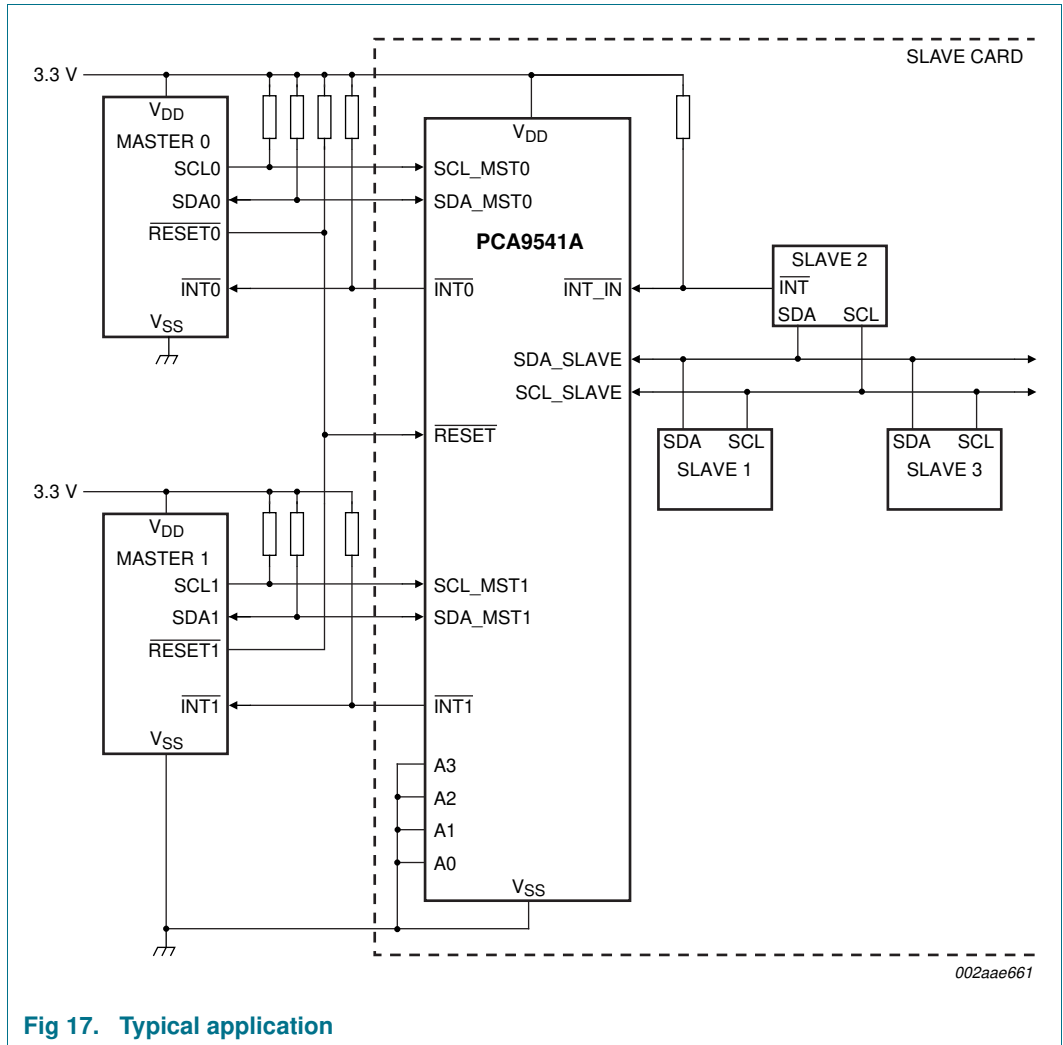 SLAVE CARD
3.3 V
VDD
MASTER 0
SCL0
SDA0
RESET0
INT0
VSS
VDD
SCL_MST0
SDA_MST0
PCA9541A
INT0
INT_IN
SDA_SLAVE
SCL_SLAVE
RESET
SLAVE 2
INT
SDA SCL
SDA SCL
SLAVE 1
SDA SCL
SLAVE 3
3.3 V
VDD
MASTER 1
SCL1
SDA1
RESET1
INT1
VSS
SCL_MST1
SDA_MST1
INT1
A3
A2
A1
A0
VSS
002aae661
Fig 17. Typical application